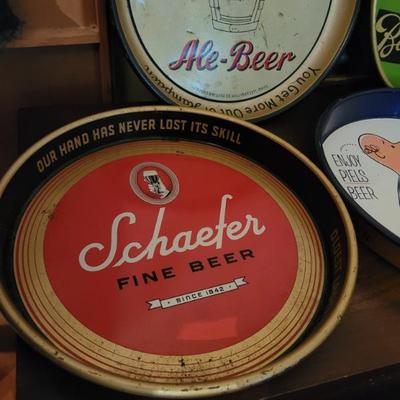 Ale-Beer
You Get More Out of
OUR HAND HAS NEVER LOST ITS SKILL
Schaefer
FINE BEER
SINCE 1842
ENJOY
PIELS
BEER